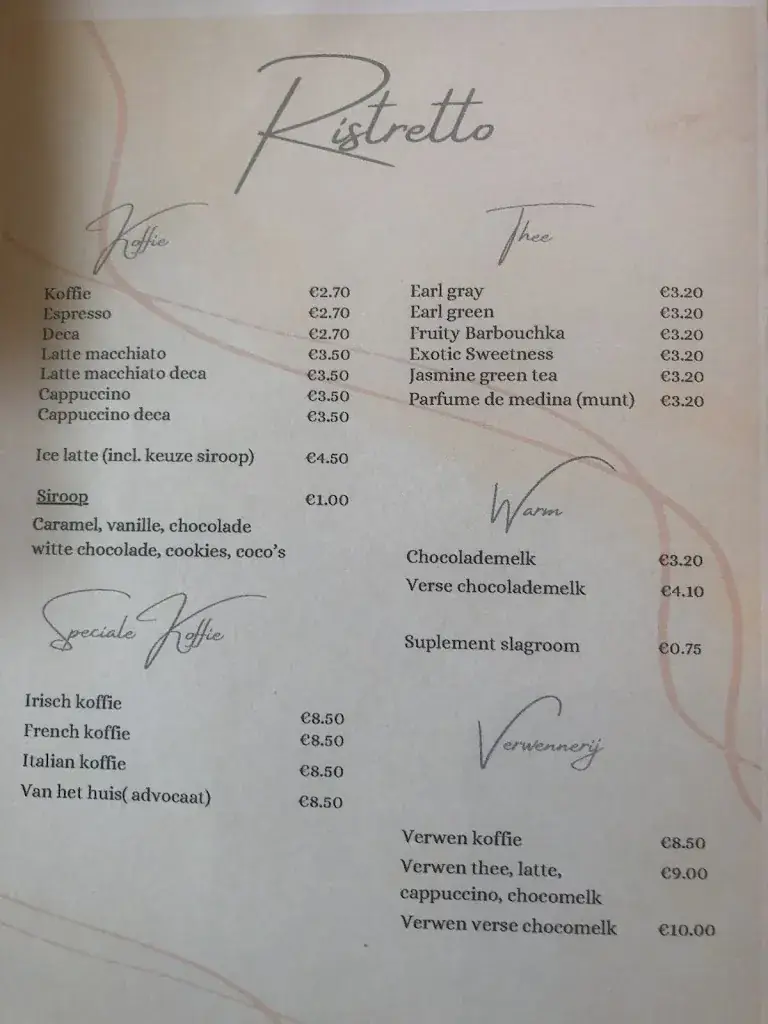 Ristretto
Koffie
Koffie €2.70
Espresso €2.70
Deca €2.70
Latte macchiato €3.50
Latte macchiato deca €3.50
Cappuccino €3.50
Cappuccino deca €3.50
Ice latte (incl. keuze siroop) €4.50
Siroop €1.00
Caramel, vanille, chocolade
witte chocolade, cookies, coco's
Speciale Koffie
Irisch koffie €8.50
French koffie €8.50
Italian koffie €8.50
Van het huis( advocaat) €8.50
Thee
Earl gray €3.20
Earl green €3.20
Fruity Barbouchka €3.20
Exotic Sweetness €3.20
Jasmine green tea €3.20
Parfume de medina (munt) €3.20
Warm
Chocolademelk €3.20
Verse chocolademelk €4.10
Suplement slagroom €0.75
Verwennerij
Verwen koffie €8.50
Verwen thee, latte, €9.00
cappuccino, chocomelk
Verwen verse chocomelk €10.00